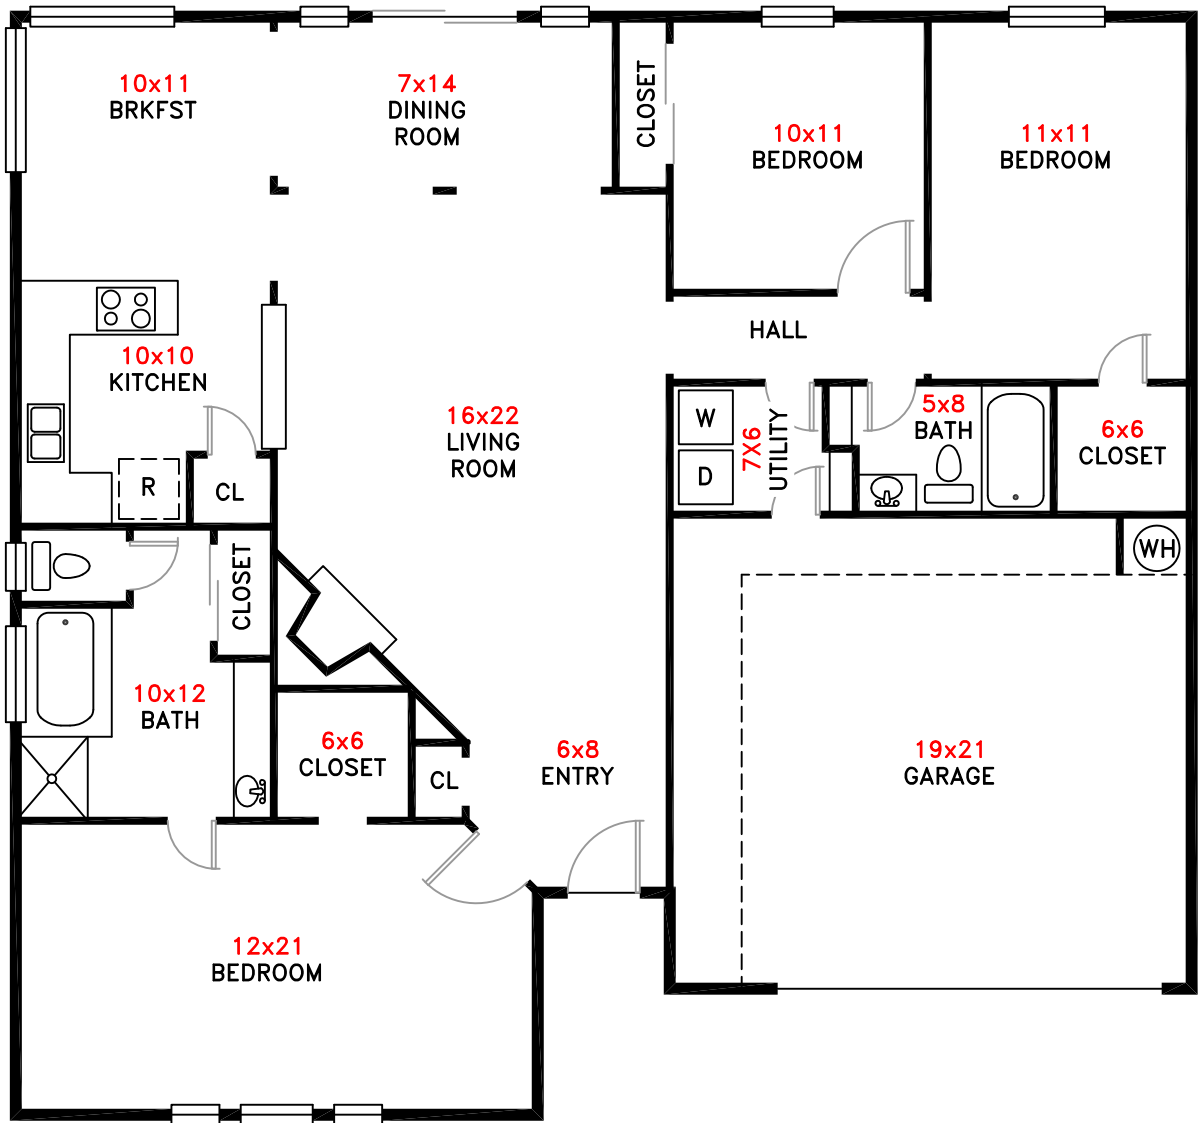 10x11
BRKFST
7x14
DINING
ROOM
CLOSET
10x11
BEDROOM
11x11
BEDROOM
HALL
10x10
KITCHEN
R
CL
16x22
LIVING
ROOM
W
D
7X6
UTILITY
5x8
BATH
6x6
CLOSET
WH
CLOSET
10x12
BATH
6x6
CLOSET
CL
6x8
ENTRY
19x21
GARAGE
12x21
BEDROOM